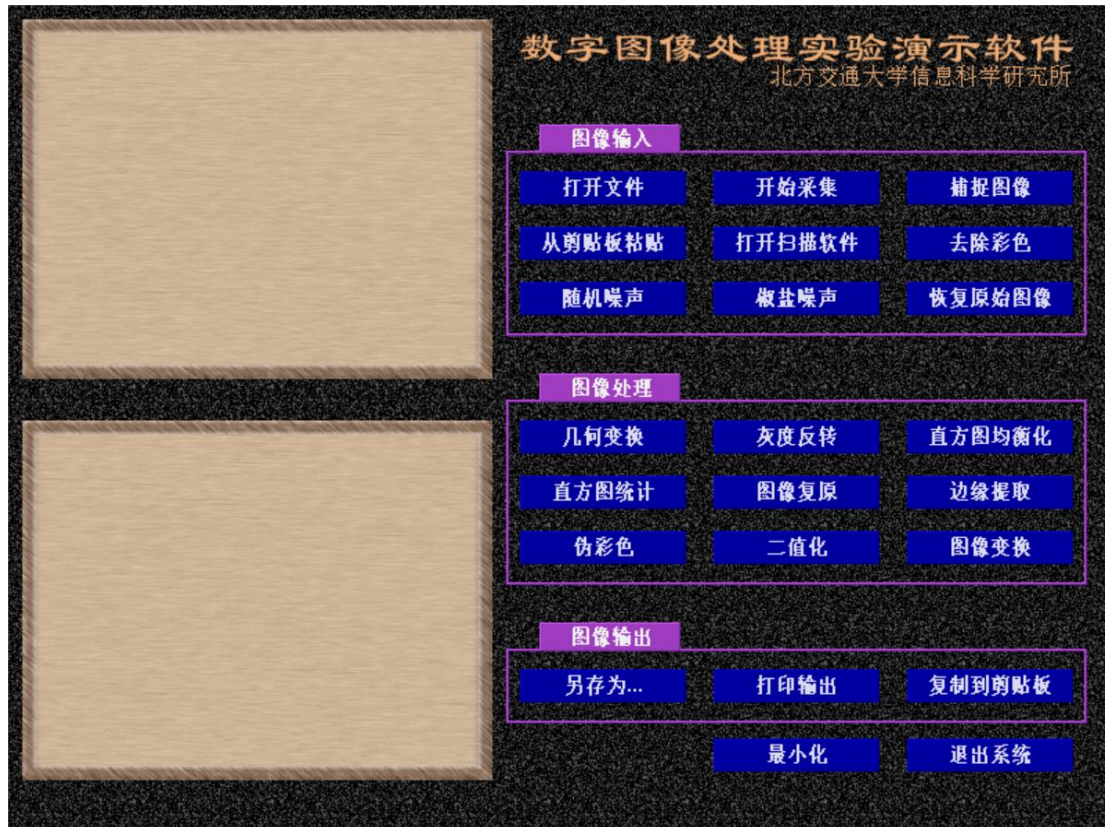 数字图像处理实验演示软件
北方交通大学信息科学研究所
图像输入
打开文件 开始采集 捕捉图像
从剪贴板粘贴 打开扫描软件 去除彩色
随机噪声 椒盐噪声 恢复原始图像
图像处理
几何变换 灰度反转 直方图均衡化
直方图统计 图像复原 边缘提取
伪彩色 二值化 图像变换
图像输出
另存为... 打印输出 复制到剪贴板
最小化 退出系统